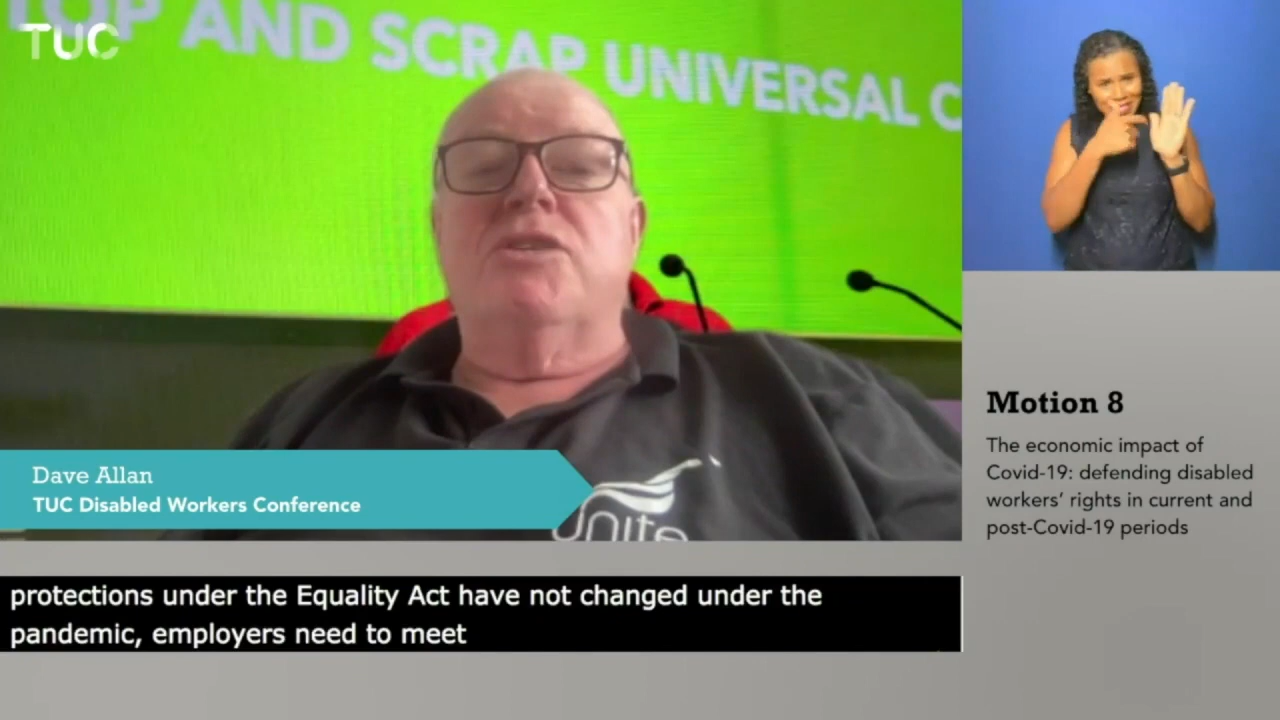 TUC
TOP AND SCRAP UNIVERSAL C
Dave Allan
TUC Disabled Workers Conference
unite
Motion 8
The economic impact of
Covid-19: defending disabled
workers' rights in current and
post-Covid-19 periods
protections under the Equality Act have not changed under the
pandemic, employers need to meet